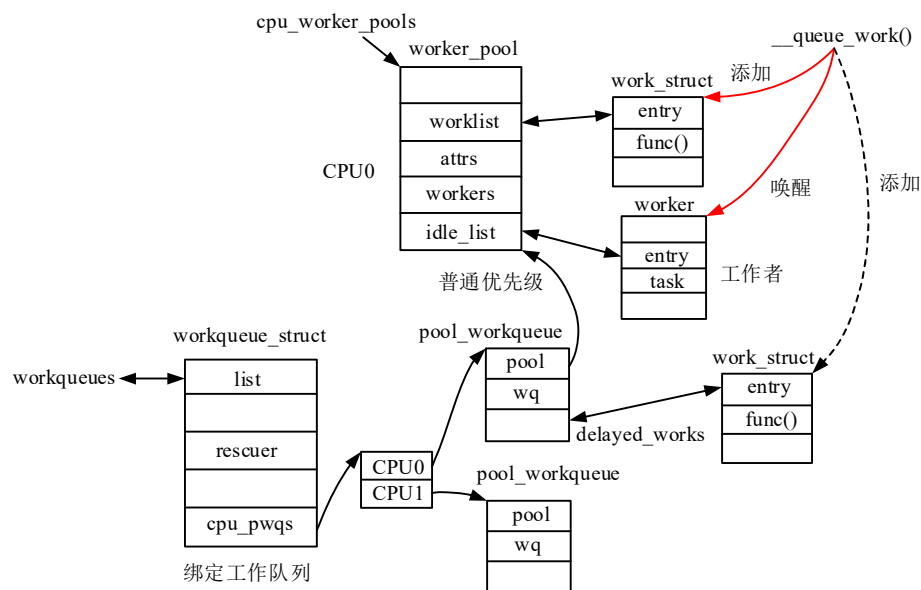 cpu_worker_pools
__queue_work()
worker_pool
添加
work_struct
worklist
attrs
workers
idle_list
CPU0
entry
func()
唤醒
添加
worker
entry
task
工作者
普通优先级
workqueue_struct
pool_workqueue
workqueues
list
rescuer
cpu_pwqs
pool
wq
work_struct
entry
func()
delayed_works
CPU0
CPU1
pool_workqueue
pool
wq
绑定工作队列